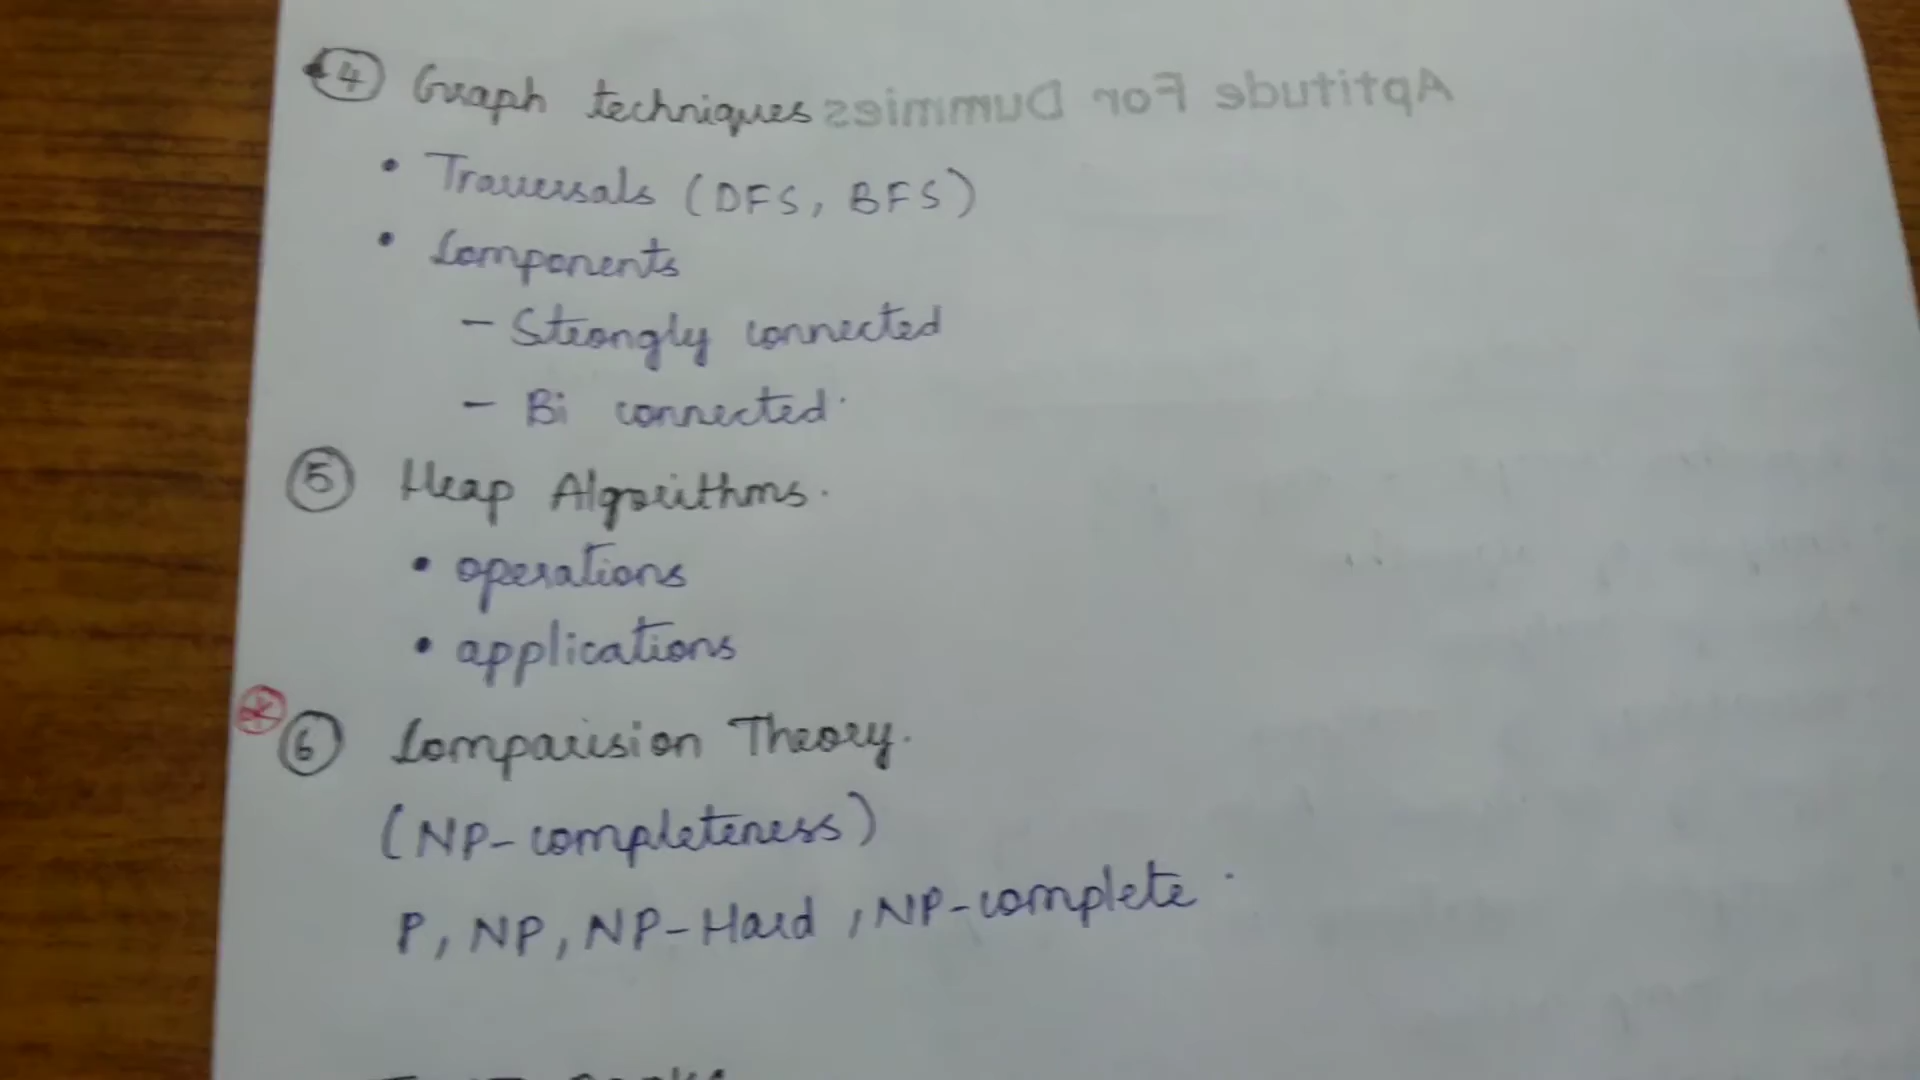 ④ Graph techniques
Aptitude For Dummies
• Traversals (DFS, BFS)
• Components
– Strongly connected
– Bi connected.
⑤ Heap Algorithms.
• operations
• applications
⑥ Comparision Theory.
(NP-completeness)
P, NP, NP-Hard, NP-complete.